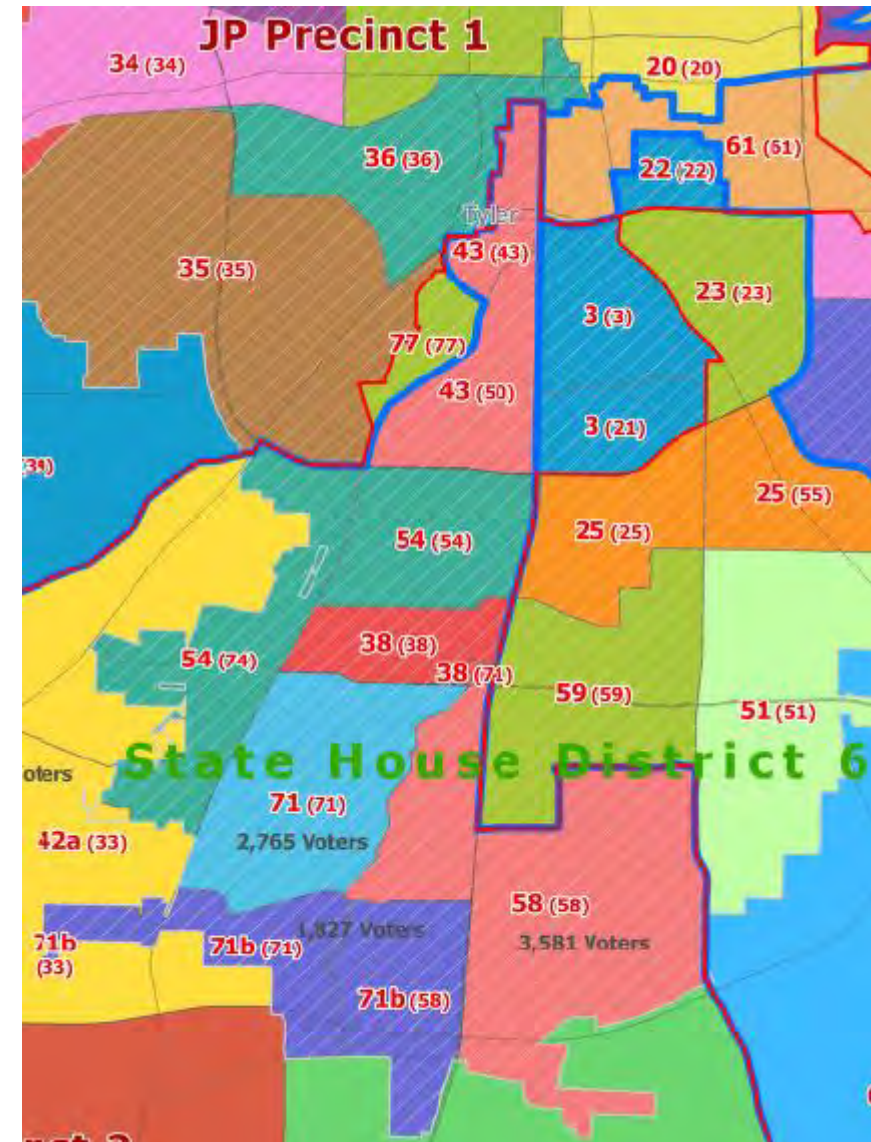 JP Precinct 1
34 (34)
20 (20)
36 (36)
61 (61)
22 (22)
Tyler
43 (43)
35 (35)
23 (23)
3 (3)
77 (77)
43 (50)
3 (21)
25 (55)
54 (54)
25 (25)
38 (38)
54 (74)
38 (71)
59 (59)
51 (51)
State House District 6
oters
71 (71)
2,765 Voters
42a (33)
58 (58)
1,827 Voters
3,581 Voters
71b
(33)
71b (71)
71b (58)